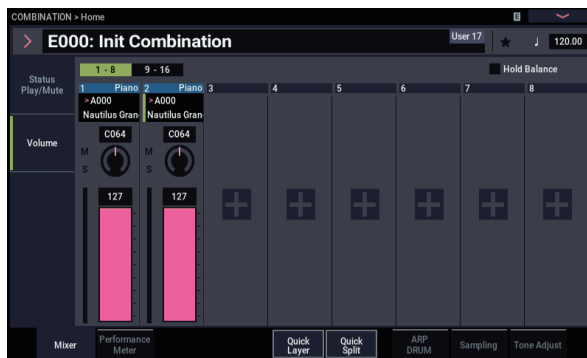 COMBINATION > Home
E
> E000: Init Combination
User 17
★ ♩ 120.00
Status
Play/Mute
1 - 8 9 - 16
Hold Balance
1 Piano 2 Piano 3 4 5 6 7 8
>A000 >A000
Nautilus Gran Nautilus Gran
Volume
C064 C064
M M
S S
127 127
Mixer
Performance
Meter
Quick
Layer
Quick
Split
ARP
DRUM
Sampling
Tone Adjust